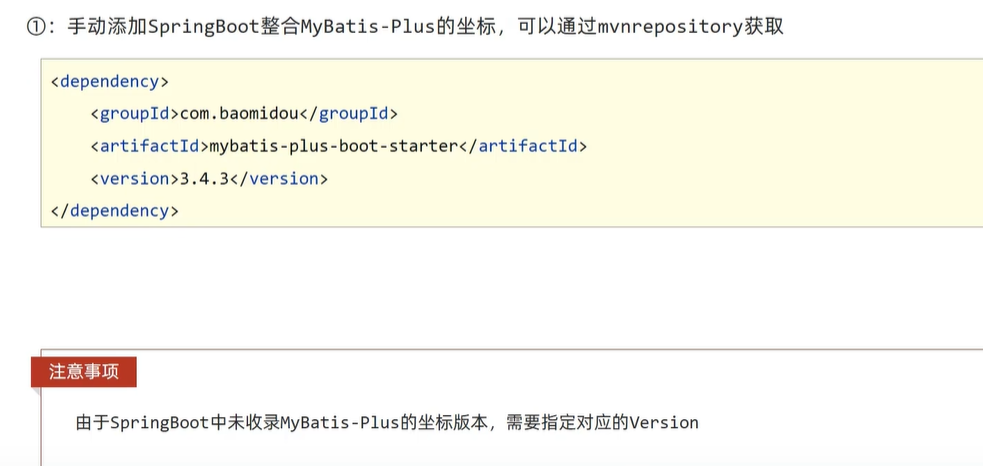 ①：手动添加SpringBoot整合MyBatis-Plus的坐标，可以通过mvnrepository获取
<dependency>
    <groupId>com.baomidou</groupId>
    <artifactId>mybatis-plus-boot-starter</artifactId>
    <version>3.4.3</version>
</dependency>
注意事项
由于SpringBoot中未收录MyBatis-Plus的坐标版本，需要指定对应的Version